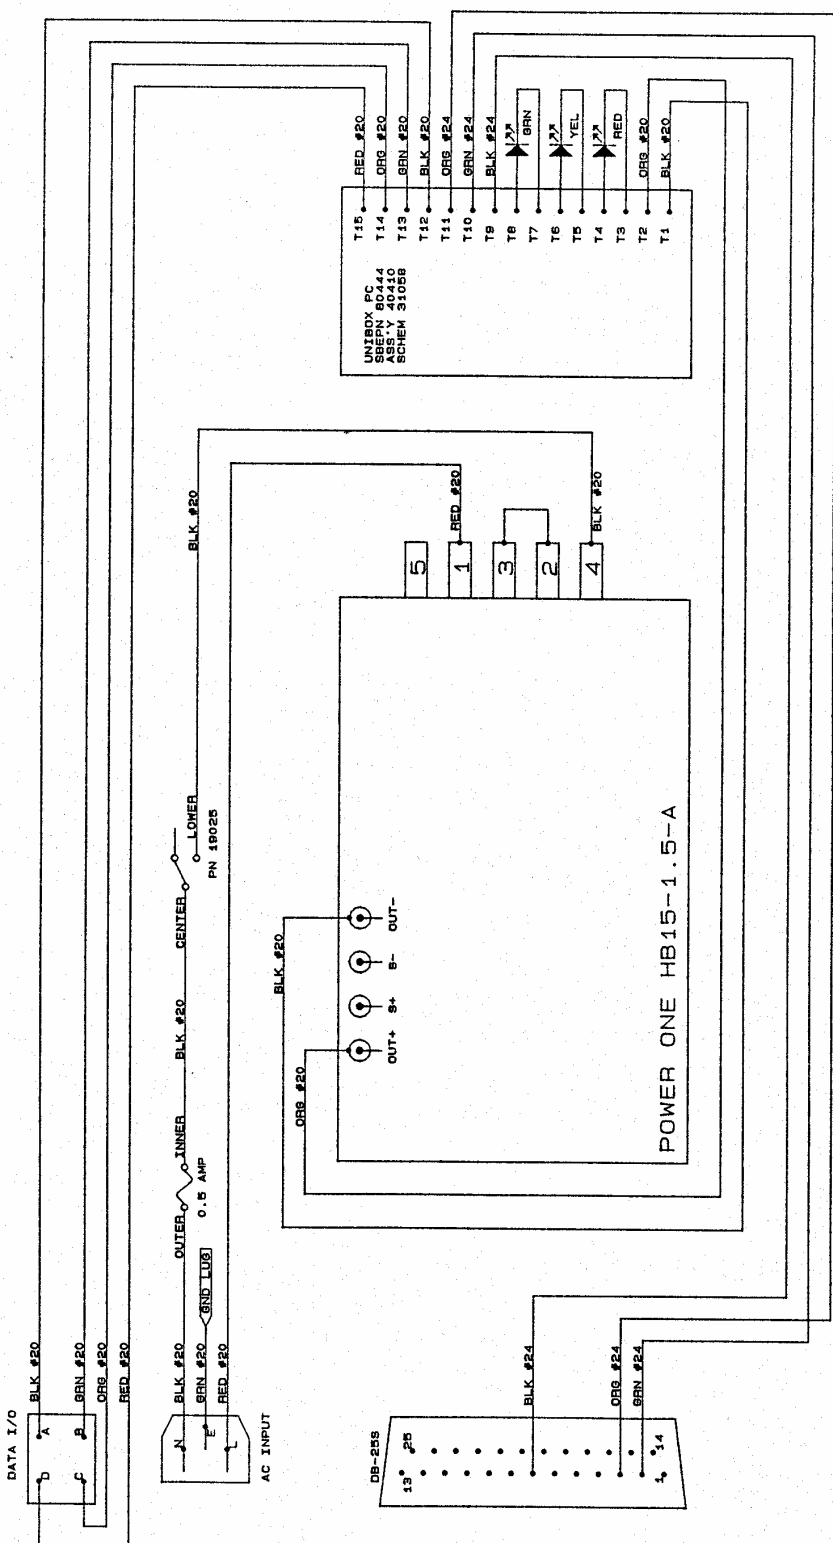 DATA I/O
BLK #20
GRN #20
ORG #20
RED #20
A
B
C
D
AC INPUT
N
E
L
BLK #20
GRN #20
RED #20
GND LUG
OUTER
INNER
0.5 AMP
BLK #20
CENTER
LOWER
PN 19025
BLK #20
RED #20
BLK #20
5
1
3
2
4
POWER ONE HB15-1.5-A
OUT+
S+
S-
OUT-
ORG #20
BLK #20
UNIBOX PC
SBEPN 80444
ASS'Y 40410
SCHEM 31058
T15
T14
T13
T12
T11
T10
T9
T8
T7
T6
T5
T4
T3
T2
T1
RED #20
ORG #20
GRN #20
BLK #20
ORG #24
GRN #24
BLK #24
GRN
YEL
RED
ORG #20
BLK #20
DB-25S
13
25
14
1
BLK #24
ORG #24
GRN #24